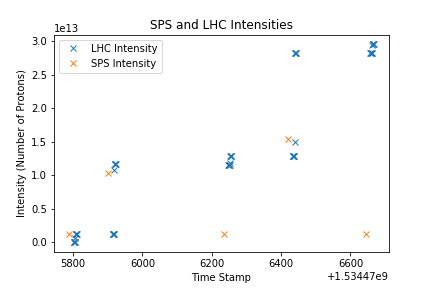 SPS and LHC Intensities
1e13
LHC Intensity
SPS Intensity
Intensity (Number of Protons)
3.0
2.5
2.0
1.5
1.0
0.5
0.0
5800 6000 6200 6400 6600
Time Stamp
+1.53447e9